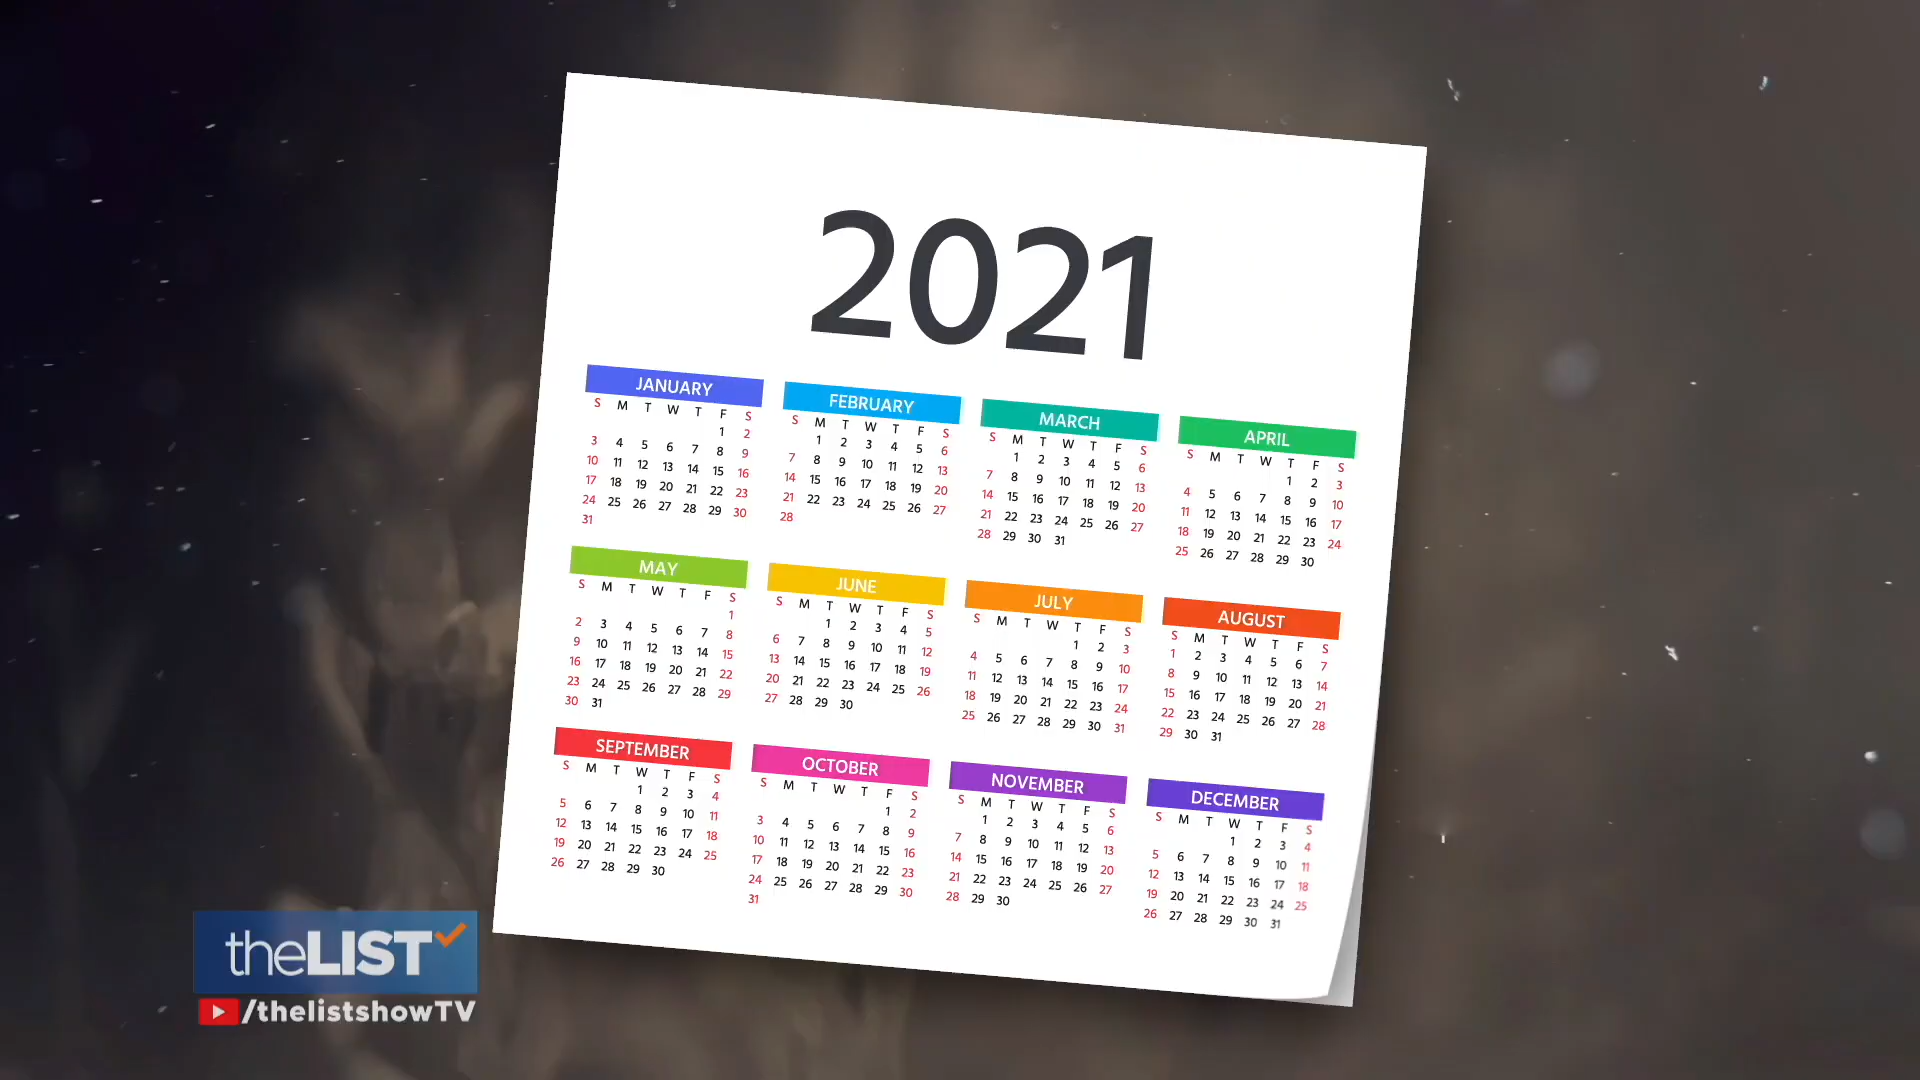 2021
JANUARY
S M T W T F S
1 2
3 4 5 6 7 8 9
10 11 12 13 14 15 16
17 18 19 20 21 22 23
24 25 26 27 28 29 30
31
FEBRUARY
S M T W T F S
1 2 3 4 5 6
7 8 9 10 11 12 13
14 15 16 17 18 19 20
21 22 23 24 25 26 27
28
MARCH
S M T W T F S
1 2 3 4 5 6
7 8 9 10 11 12 13
14 15 16 17 18 19 20
21 22 23 24 25 26 27
28 29 30 31
APRIL
S M T W T F S
1 2 3
4 5 6 7 8 9 10
11 12 13 14 15 16 17
18 19 20 21 22 23 24
25 26 27 28 29 30
MAY
S M T W T F S
1
2 3 4 5 6 7 8
9 10 11 12 13 14 15
16 17 18 19 20 21 22
23 24 25 26 27 28 29
30 31
JUNE
S M T W T F S
1 2 3 4 5
6 7 8 9 10 11 12
13 14 15 16 17 18 19
20 21 22 23 24 25 26
27 28 29 30
JULY
S M T W T F S
1 2 3
4 5 6 7 8 9 10
11 12 13 14 15 16 17
18 19 20 21 22 23 24
25 26 27 28 29 30 31
AUGUST
S M T W T F S
1 2 3 4 5 6 7
8 9 10 11 12 13 14
15 16 17 18 19 20 21
22 23 24 25 26 27 28
29 30 31
SEPTEMBER
S M T W T F S
1 2 3 4
5 6 7 8 9 10 11
12 13 14 15 16 17 18
19 20 21 22 23 24 25
26 27 28 29 30
OCTOBER
S M T W T F S
1 2
3 4 5 6 7 8 9
10 11 12 13 14 15 16
17 18 19 20 21 22 23
24 25 26 27 28 29 30
31
NOVEMBER
S M T W T F S
1 2 3 4 5 6
7 8 9 10 11 12 13
14 15 16 17 18 19 20
21 22 23 24 25 26 27
28 29 30
DECEMBER
S M T W T F S
1 2 3 4
5 6 7 8 9 10 11
12 13 14 15 16 17 18
19 20 21 22 23 24 25
26 27 28 29 30 31
theLIST
/thelistshowTV